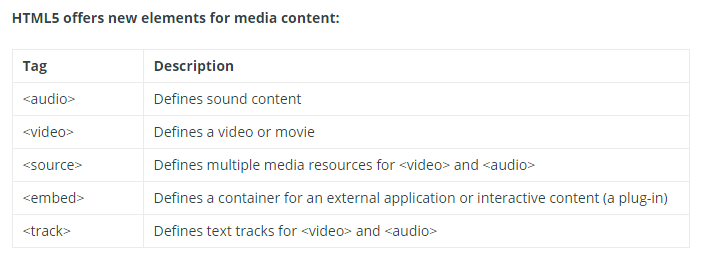 HTML5 offers new elements for media content:
Tag Description
<audio> Defines sound content
<video> Defines a video or movie
<source> Defines multiple media resources for <video> and <audio>
<embed> Defines a container for an external application or interactive content (a plug-in)
<track> Defines text tracks for <video> and <audio>